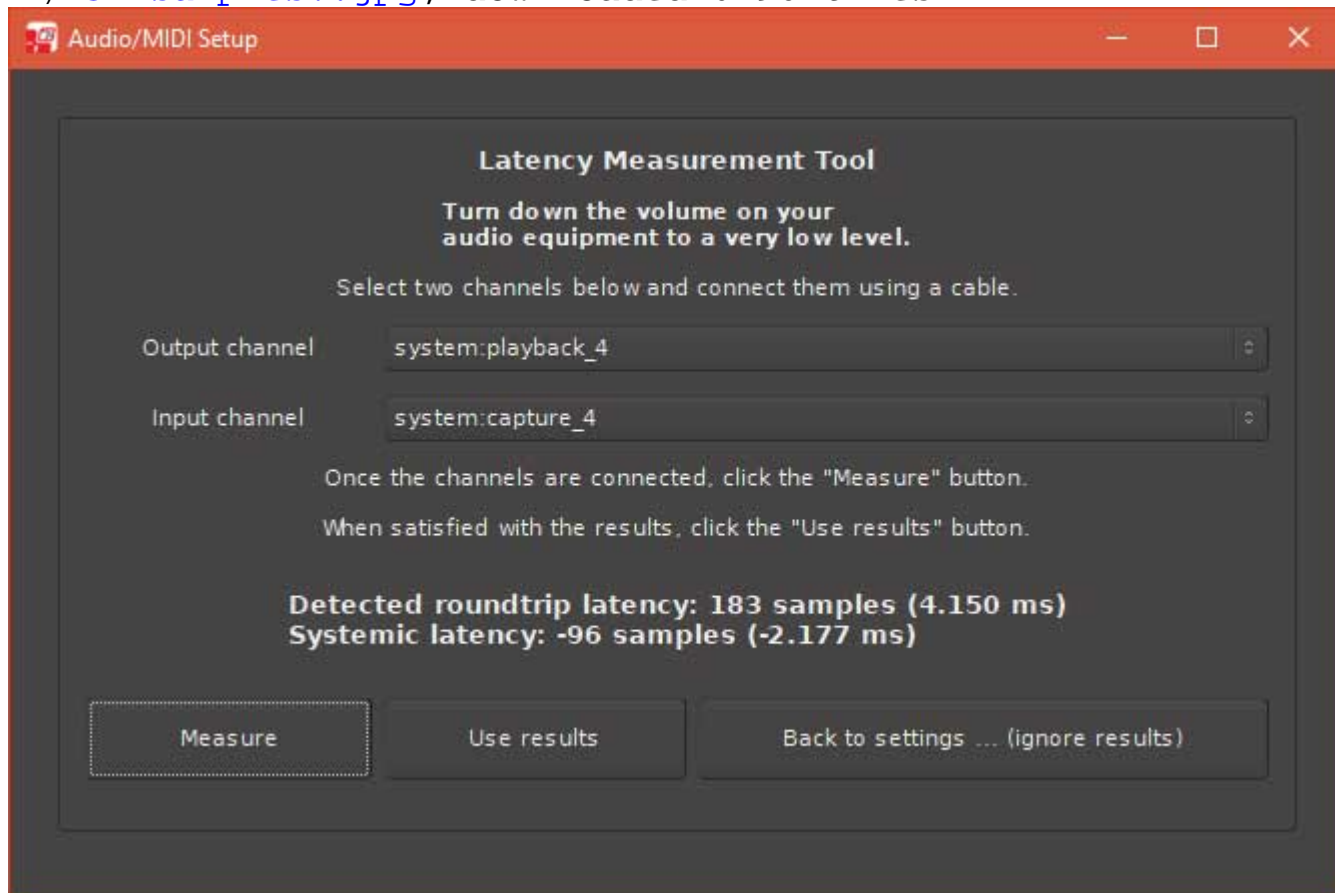 Audio/MIDI Setup
Latency Measurement Tool
Turn down the volume on your
audio equipment to a very low level.
Select two channels below and connect them using a cable.
Output channel system:playback_4
Input channel system:capture_4
Once the channels are connected, click the "Measure" button.
When satisfied with the results, click the "Use results" button.
Detected roundtrip latency: 183 samples (4.150 ms)
Systemic latency: -96 samples (-2.177 ms)
Measure Use results Back to settings ... (ignore results)